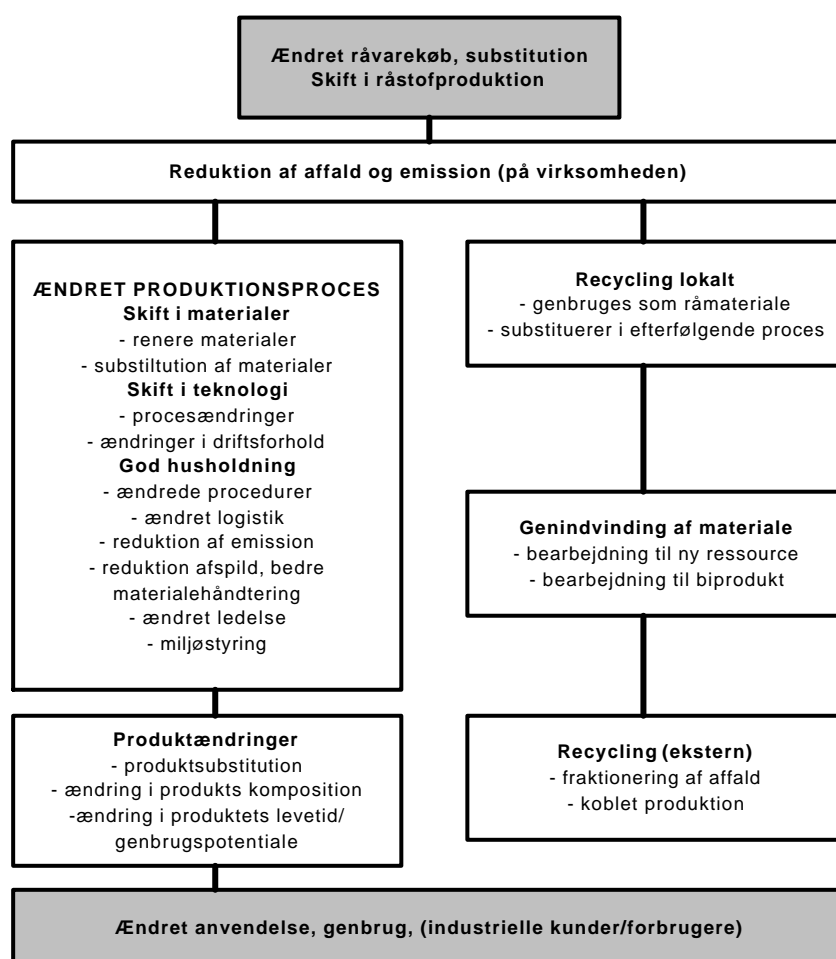 Ændret råvarekøb, substitution
Skift i råstofproduktion
Reduktion af affald og emission (på virksomheden)
ÆNDRET PRODUKTIONSPROCES
Skift i materialer
- renere materialer
- substiltution af materialer
Skift i teknologi
- procesændringer
- ændringer i driftsforhold
God husholdning
- ændrede procedurer
- ændret logistik
- reduktion af emission
- reduktion afspild, bedre
materialehåndtering
- ændret ledelse
- miljøstyring
Produktændringer
- produktsubstitution
- ændring i produkts komposition
-ændring i produktets levetid/
genbrugspotentiale
Recycling lokalt
- genbruges som råmateriale
- substituerer i efterfølgende proces
Genindvinding af materiale
- bearbejdning til ny ressource
- bearbejdning til biprodukt
Recycling (ekstern)
- fraktionering af affald
- koblet produktion
Ændret anvendelse, genbrug, (industrielle kunder/forbrugere)